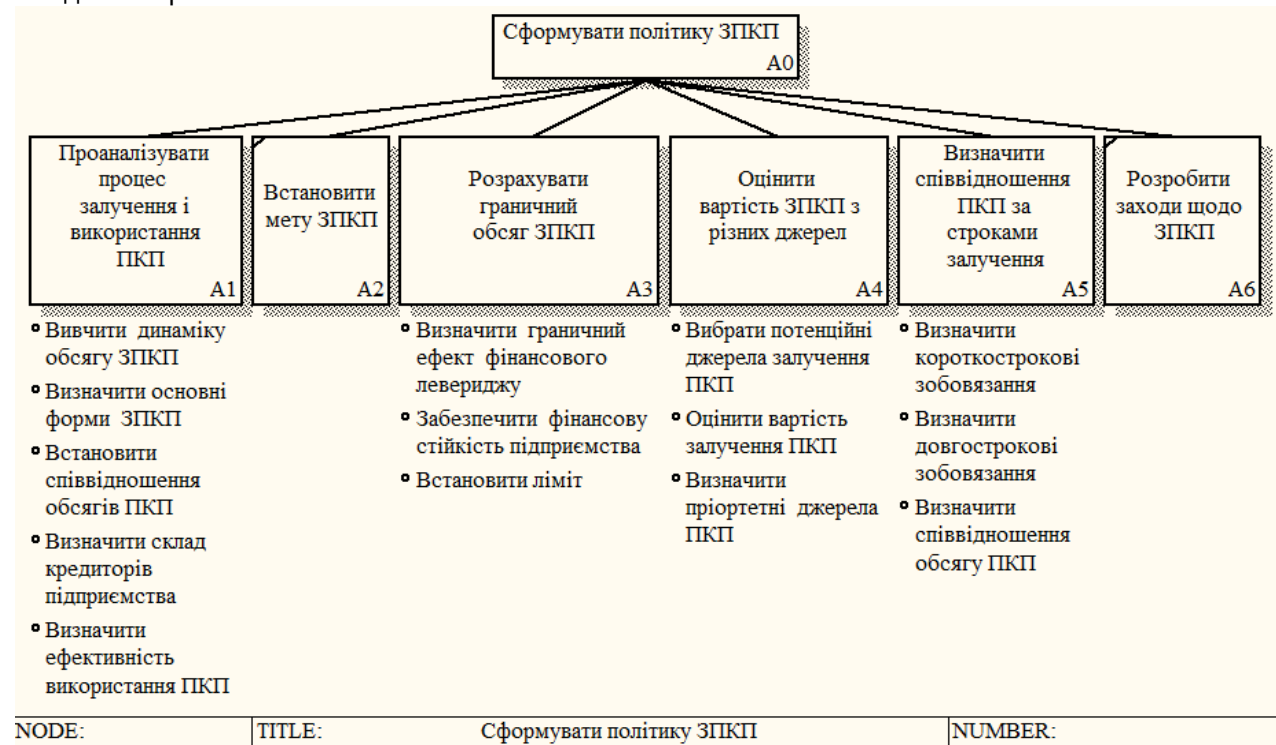 Сформувати політику ЗПКП
A0
Проаналізувати
процес
залучення і
використання
ПКП
A1
Встановити
мету ЗПКП
A2
Розрахувати
граничний
обсяг ЗПКП
A3
Оцінити
вартість ЗПКП з
різних джерел
A4
Визначити
співвідношення
ПКП за
строками
залучення
A5
Розробити
заходи щодо
ЗПКП
A6
Вивчити динаміку
обсягу ЗПКП
Визначити основні
форми ЗПКП
Встановити
співвідношення
обсягів ПКП
Визначити склад
кредиторів
підприємства
Визначити
ефективність
використання ПКП
Визначити граничний
ефект фінансового
левериджу
Забезпечити фінансову
стійкість підприємства
Встановити ліміт
Вибрати потенційні
джерела залучення
ПКП
Оцінити вартість
залучення ПКП
Визначити
пріортетні джерела
ПКП
Визначити
короткострокові
зобовязання
Визначити
довгострокові
зобовязання
Визначити
співвідношення
обсягу ПКП
NODE:
TITLE:
Сформувати політику ЗПКП
NUMBER: